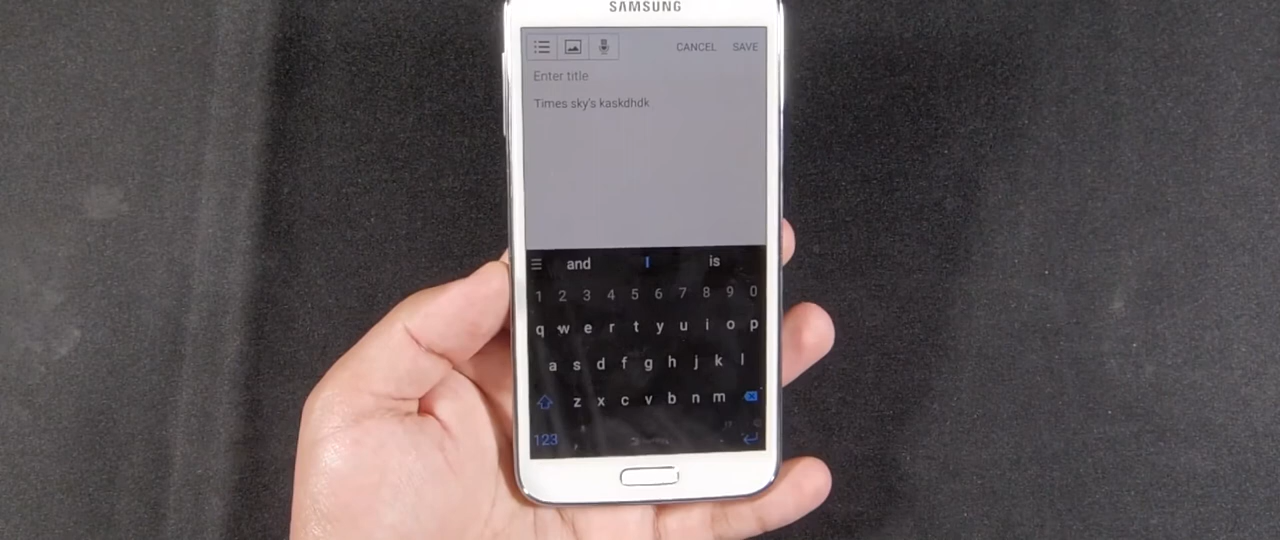 SAMSUNG
CANCEL SAVE
Enter title
Times sky's kaskdhdk
and I is
1 2 3 4 5 6 7 8 9 0
q w e r t y u i o p
a s d f g h j k l
z x c v b n m
123